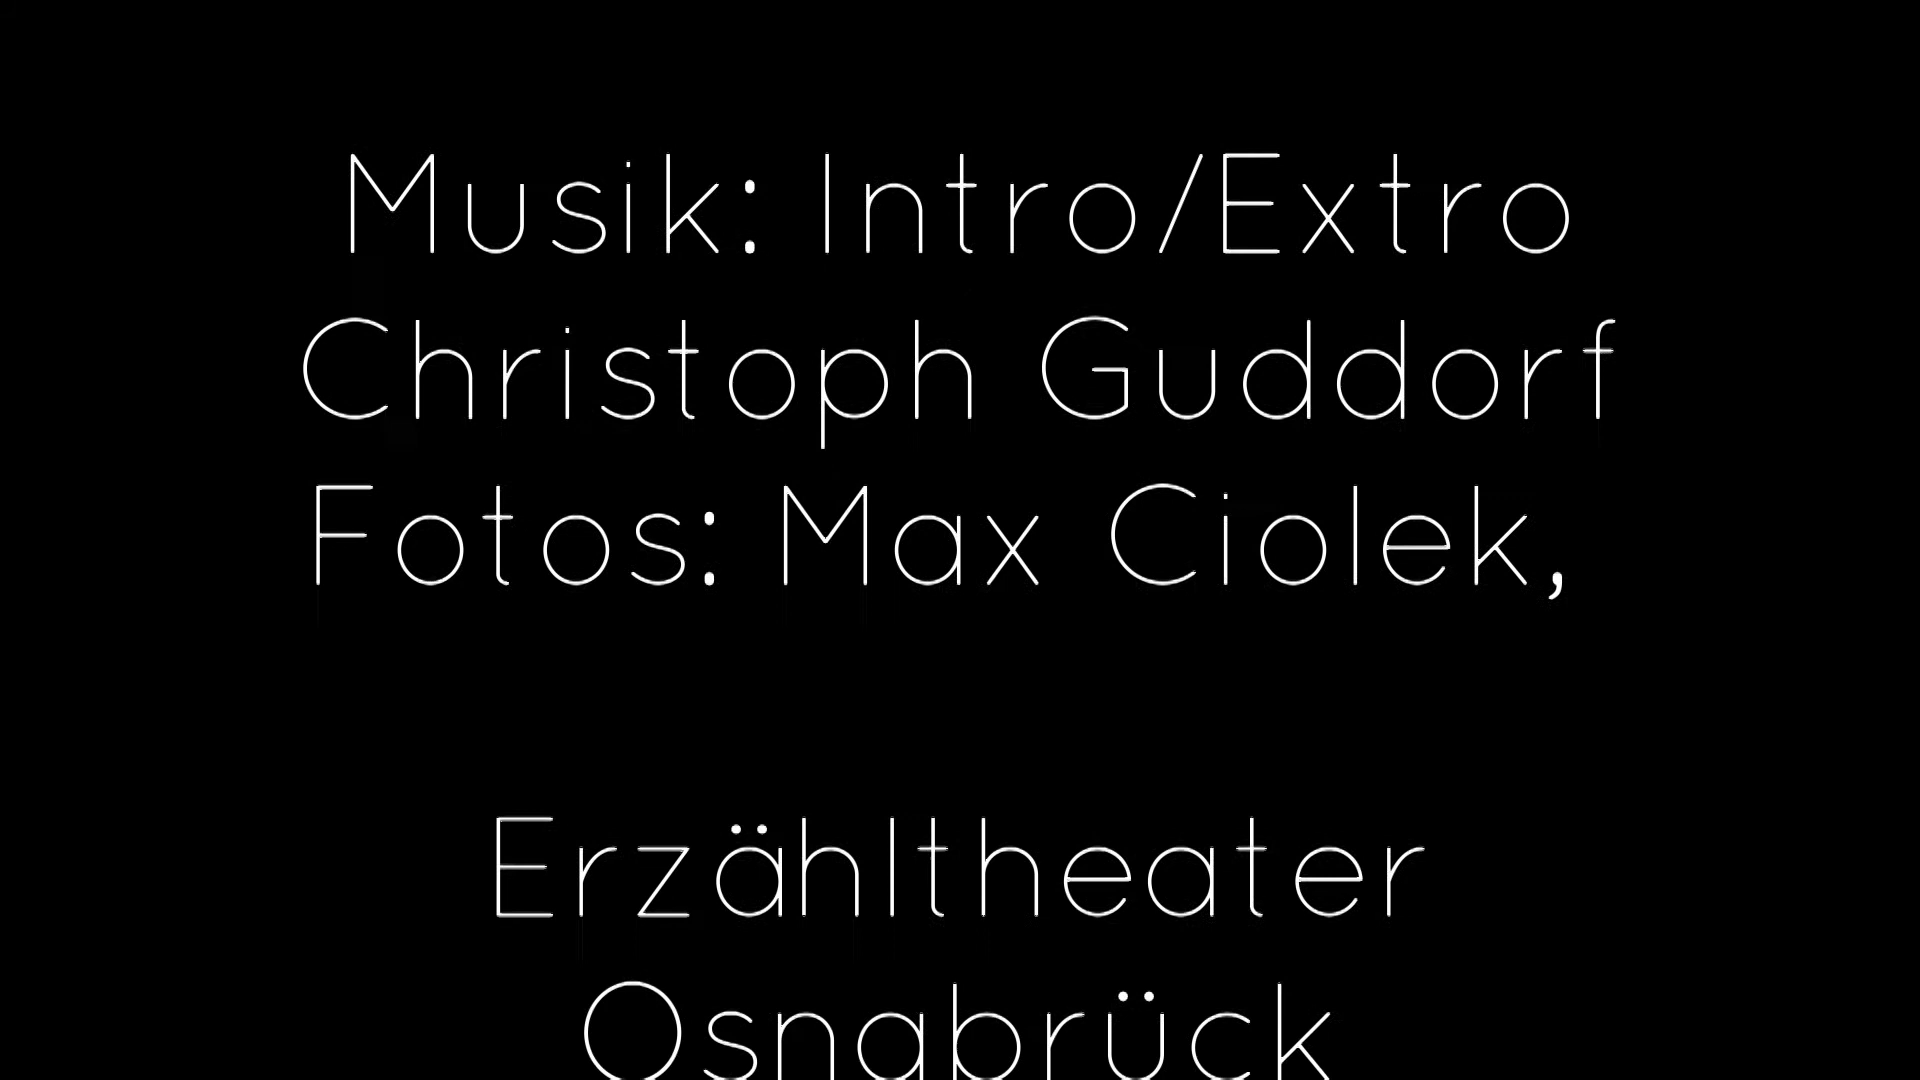 Musik: Intro/Extro
Christoph Guddorf
Fotos: Max Ciolek,
Erzähltheater
Osnabrück